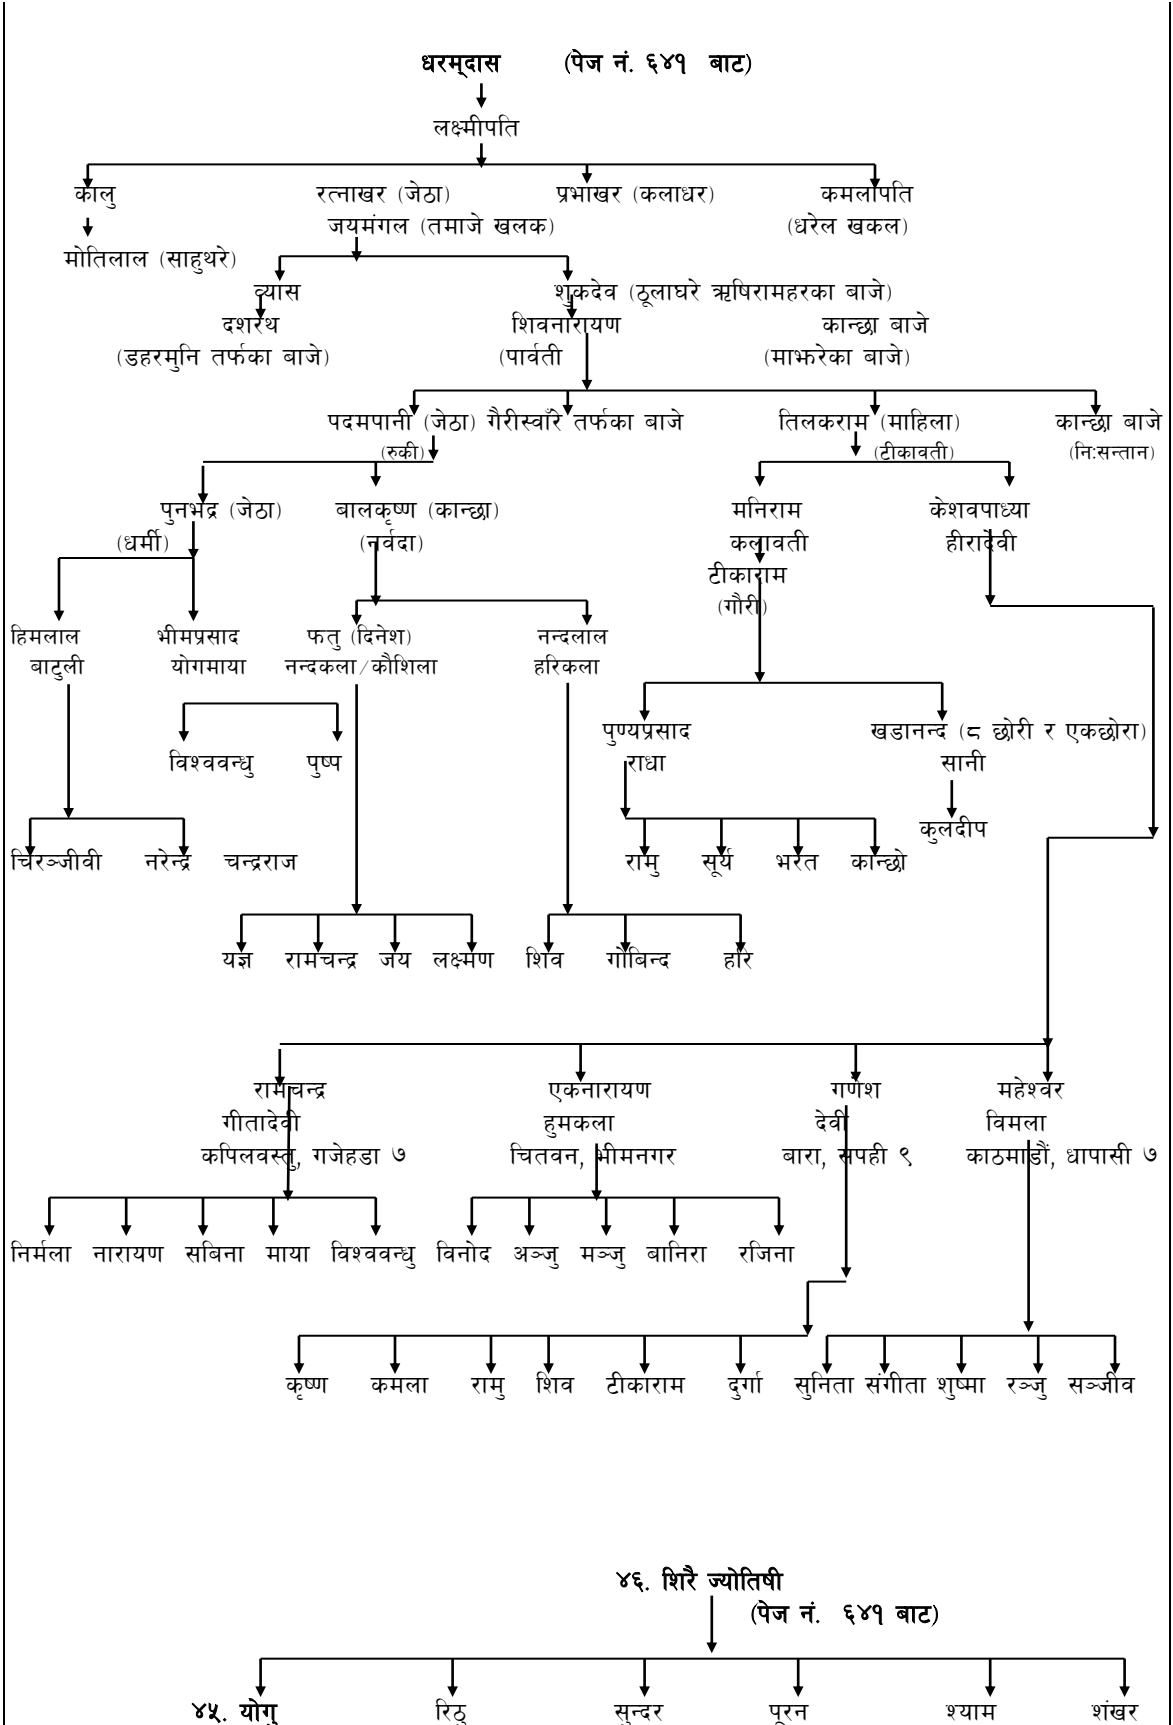 धरम्दास (पेज नं. ६४१ बाट)
लक्ष्मीपति
कालु रत्नाखर (जेठा) प्रभाखर (कलाधर) कमलापति
जयमंगल (तमाजे खलक) (धरेल खकल)
मोतिलाल (साहुथरे)
व्यास शुकदेव (ठूलाघरे ऋषिरामहरका बाजे)
दशरथ शिवनारायण कान्छा बाजे
(डहरमुनि तर्फका बाजे) (पार्वती (माझरेका बाजे)
पदमपानी (जेठा) गैरीस्वाँरे तर्फका बाजे तिलकराम (माहिला) कान्छा बाजे
(रुकी) (टीकावती) (नि:सन्तान)
पुनभद्र (जेठा) बालकृष्ण (कान्छा) मनिराम केशवपाध्या
(धर्मी) (नर्वदा) कलावती हीरादेवी
टीकाराम
(गौरी)
हिमलाल भीमप्रसाद फतु (दिनेश) नन्दलाल
बाटुली योगमाया नन्दकला/कौशिला हरिकला
पुण्यप्रसाद खडानन्द (८ छोरी र एकछोरा)
विश्ववन्धु पुष्प राधा सानी
कुलदीप
चिरञ्जीवी नरेन्द्र चन्द्रराज रामु सूर्य भरत कान्छो
यज्ञ रामचन्द्र जय लक्ष्मण शिव गोबिन्द हरि
रामचन्द्र एकनारायण गणेश महेश्वर
गीतादेवी हुमकला देवी विमला
कपिलवस्तु, गजेहडा ७ चितवन, भीमनगर बारा, सपही ९ काठमाडौं, धापासी ७
निर्मला नारायण सबिना माया विश्ववन्धु विनोद अञ्जु मञ्जु बानिरा रजिना
कृष्ण कमला रामु शिव टीकाराम दुर्गा सुनिता संगीता शुष्मा रञ्जु सञ्जीव
४६. शिरै ज्योतिषी
(पेज नं. ६४१ बाट)
४५. योगु रिठु सुन्दर पूरन श्याम शंखर